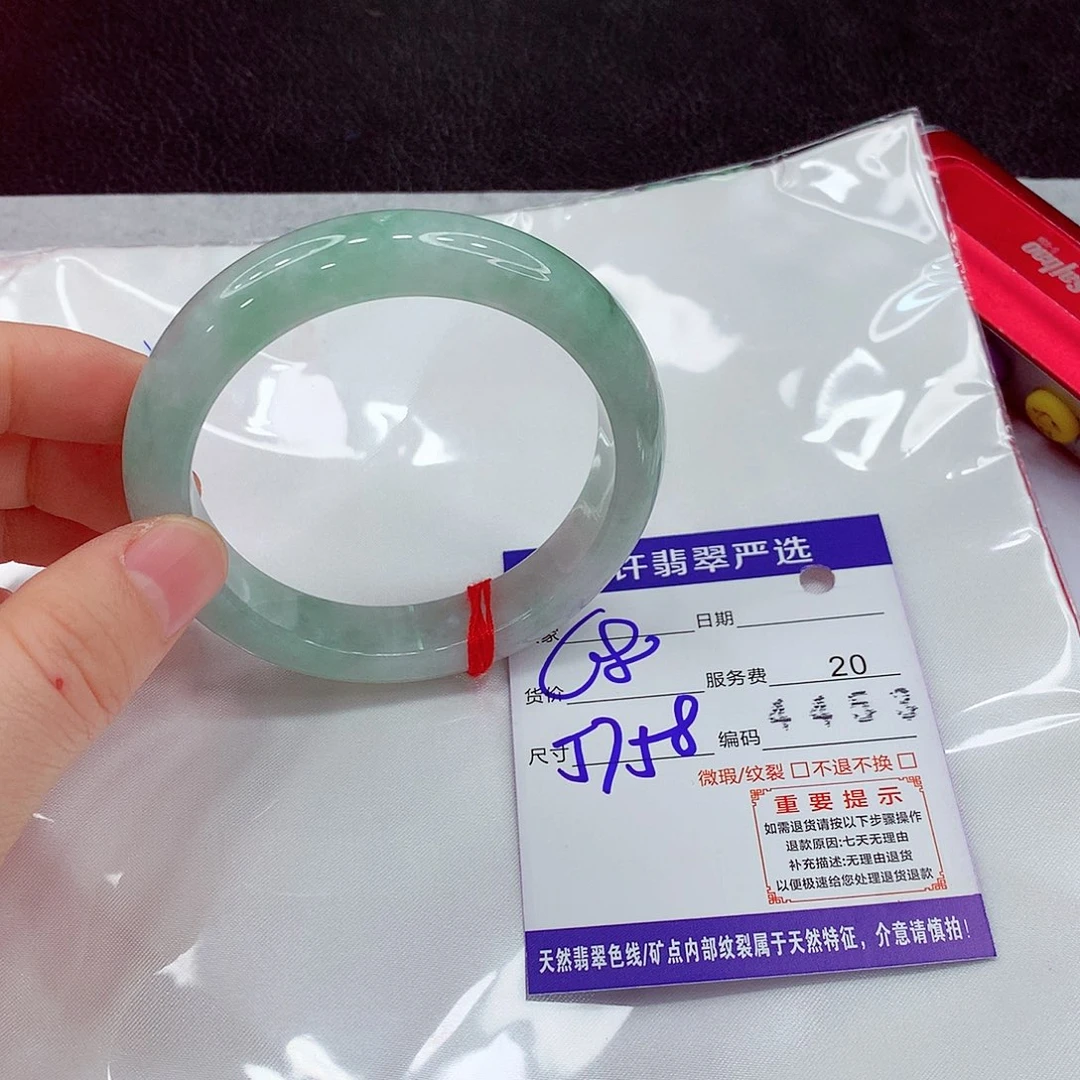 钎翡翠严选
家 日期
货价 服务费 20
尺寸 58 编码 4453
微瑕/纹裂 □ 不退不换 □
重要提示
如需退货请按以下步骤操作
退款原因:七天无理由
补充描述:无理由退货
以便极速给您处理退货退款
天然翡翠色线/矿点内部纹裂属于天然特征，介意请慎拍!